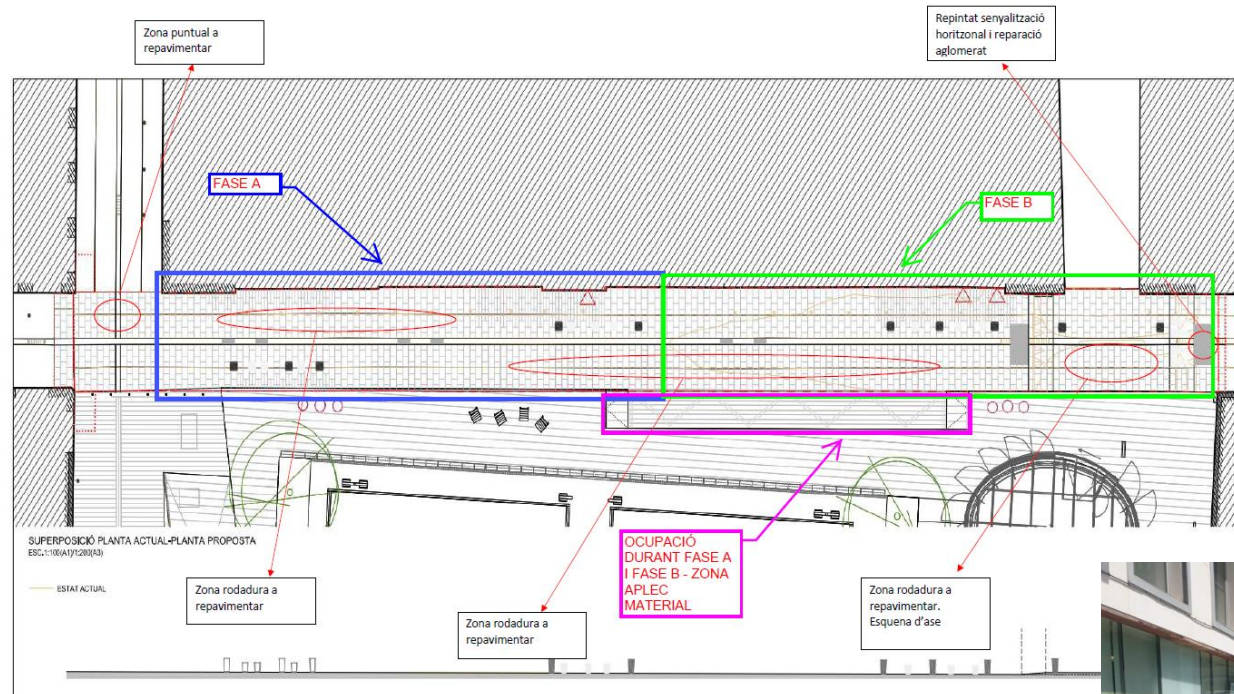 Zona puntual a
repavimentar
Repintat senyalització
horitzonal i reparació
aglomerat
FASE A
FASE B
SUPERPOSICIÓ PLANTA ACTUAL-PLANTA PROPOSTA
ESC.1:100(A1)/1:200(A3)
ESTAT ACTUAL
OCUPACIÓ
DURANT FASE A
I FASE B - ZONA
APLEC
MATERIAL
Zona rodadura a
repavimentar
Zona rodadura a
repavimentar
Zona rodadura a
repavimentar.
Esquena d'ase